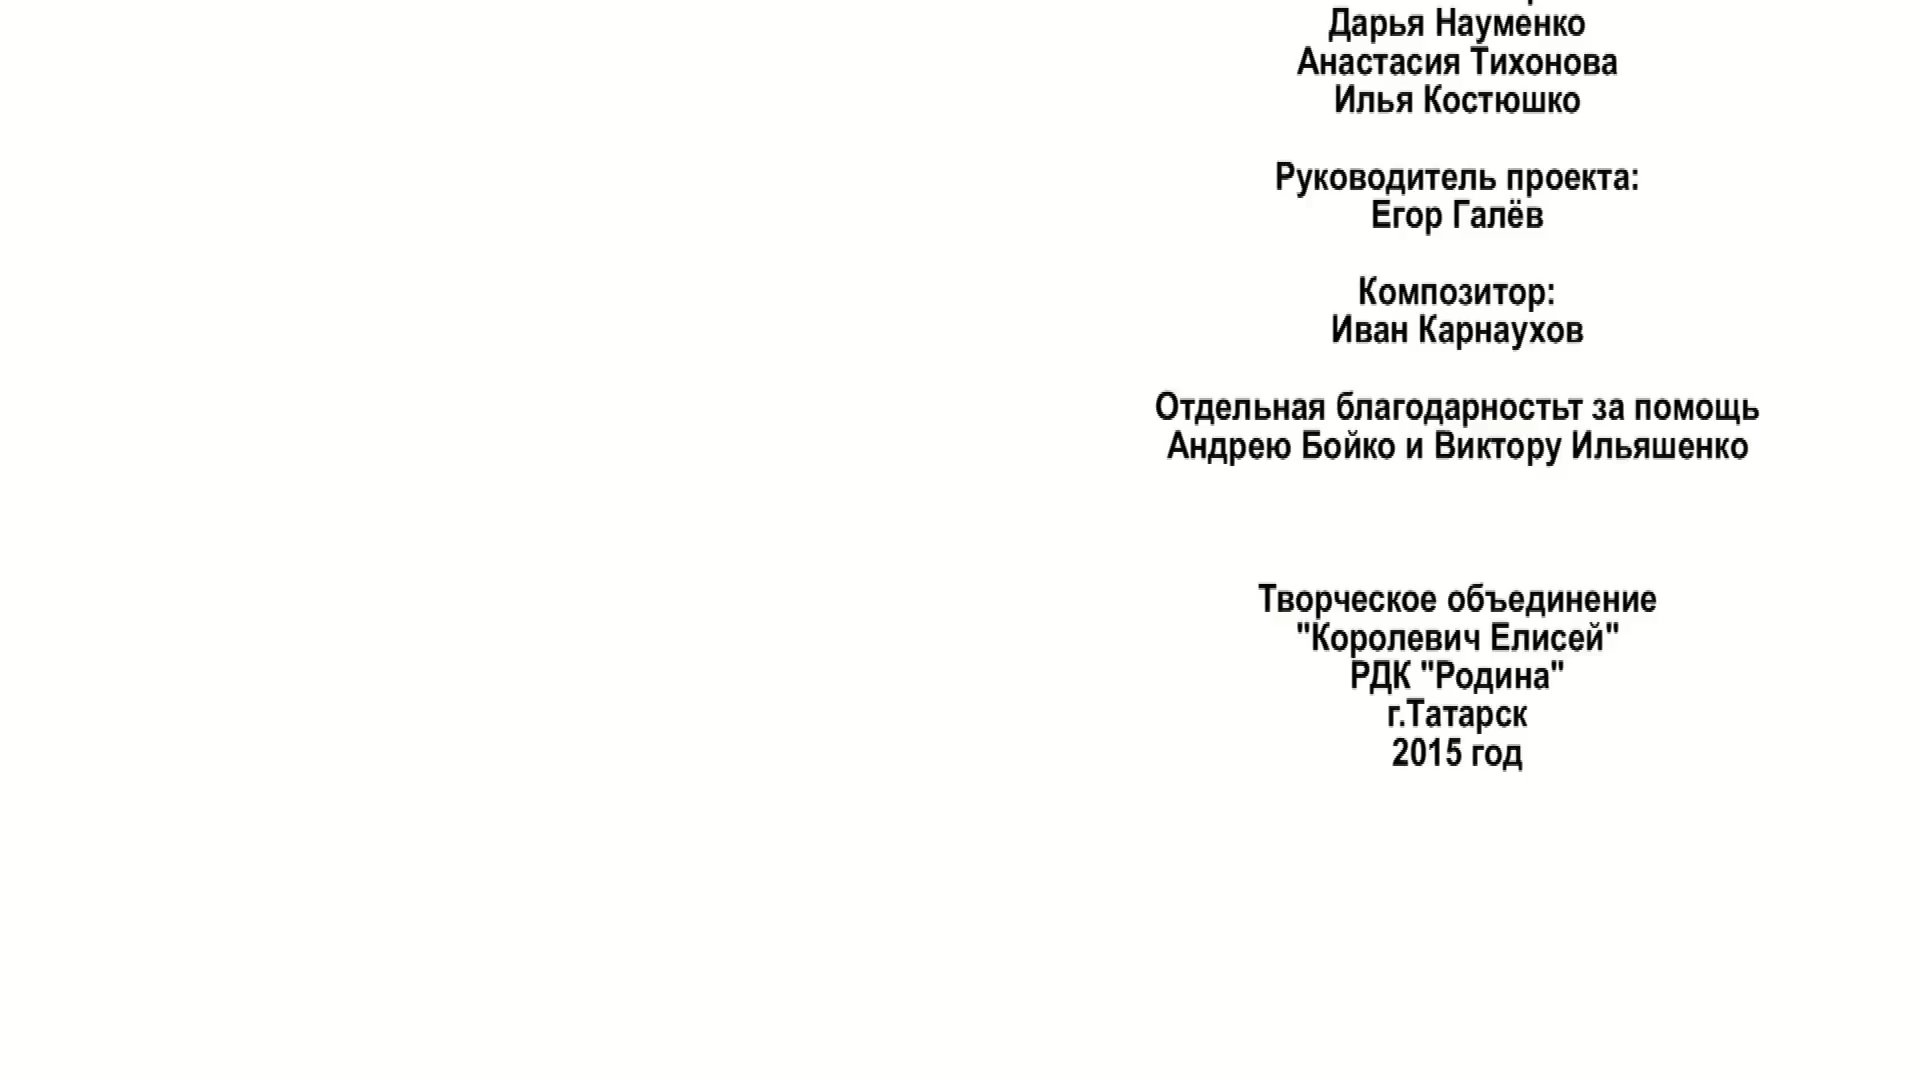 Дарья Науменко
Анастасия Тихонова
Илья Костюшко
Руководитель проекта:
Егор Галёв
Композитор:
Иван Карнаухов
Отдельная благодарностьт за помощь
Андрею Бойко и Виктору Ильяшенко
Творческое объединение
"Королевич Елисей"
РДК "Родина"
г.Татарск
2015 год